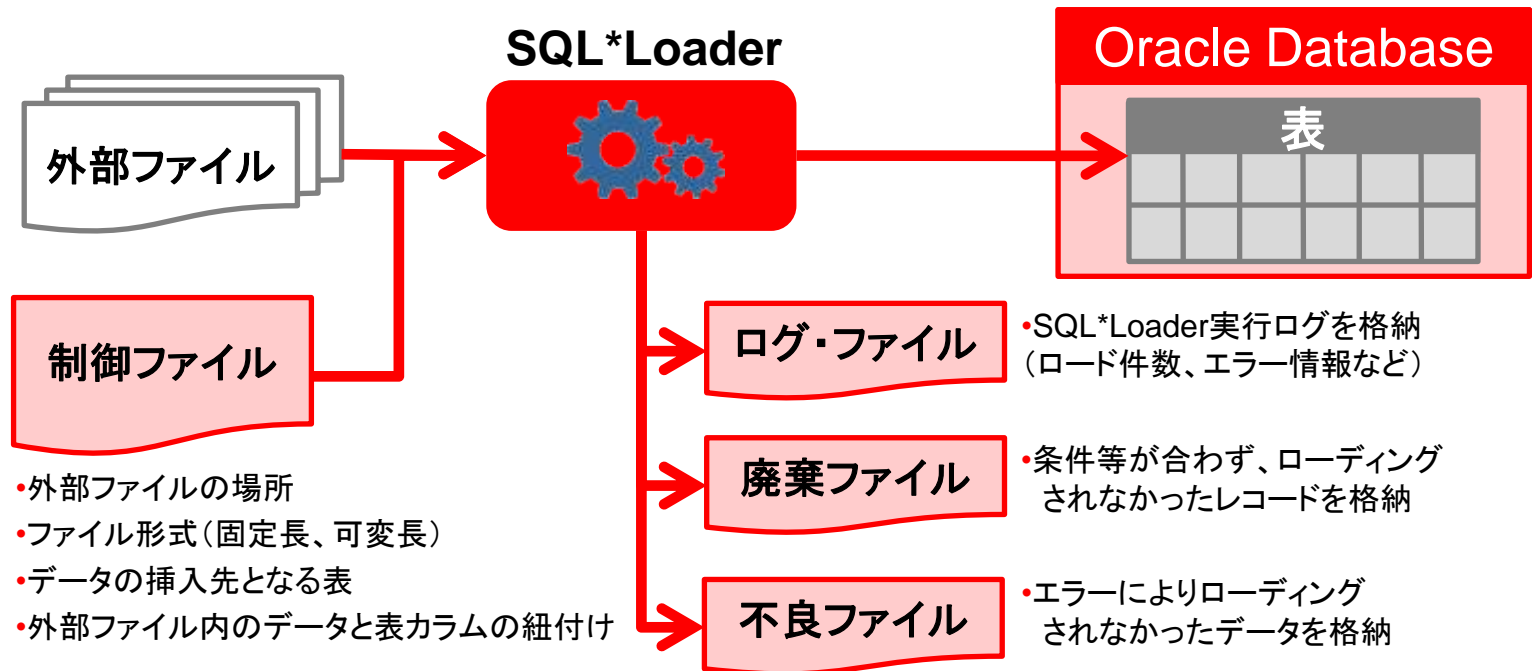 SQL*Loader
Oracle Database
外部ファイル
表
制御ファイル
•外部ファイルの場所
•ファイル形式（固定長、可変長）
•データの挿入先となる表
•外部ファイル内のデータと表カラムの紐付け
ログ・ファイル
•SQL*Loader実行ログを格納
（ロード件数、エラー情報など）
廃棄ファイル
•条件等が合わず、ローディング
されなかったレコードを格納
不良ファイル
•エラーによりローディング
されなかったデータを格納